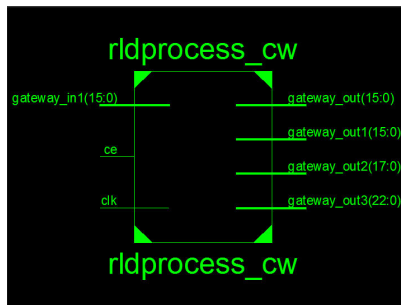 rldprocess_cw
gateway_in1(15:0)
gateway_out(15:0)
gateway_out1(15:0)
ce
gateway_out2(17:0)
clk
gateway_out3(22:0)
rldprocess_cw